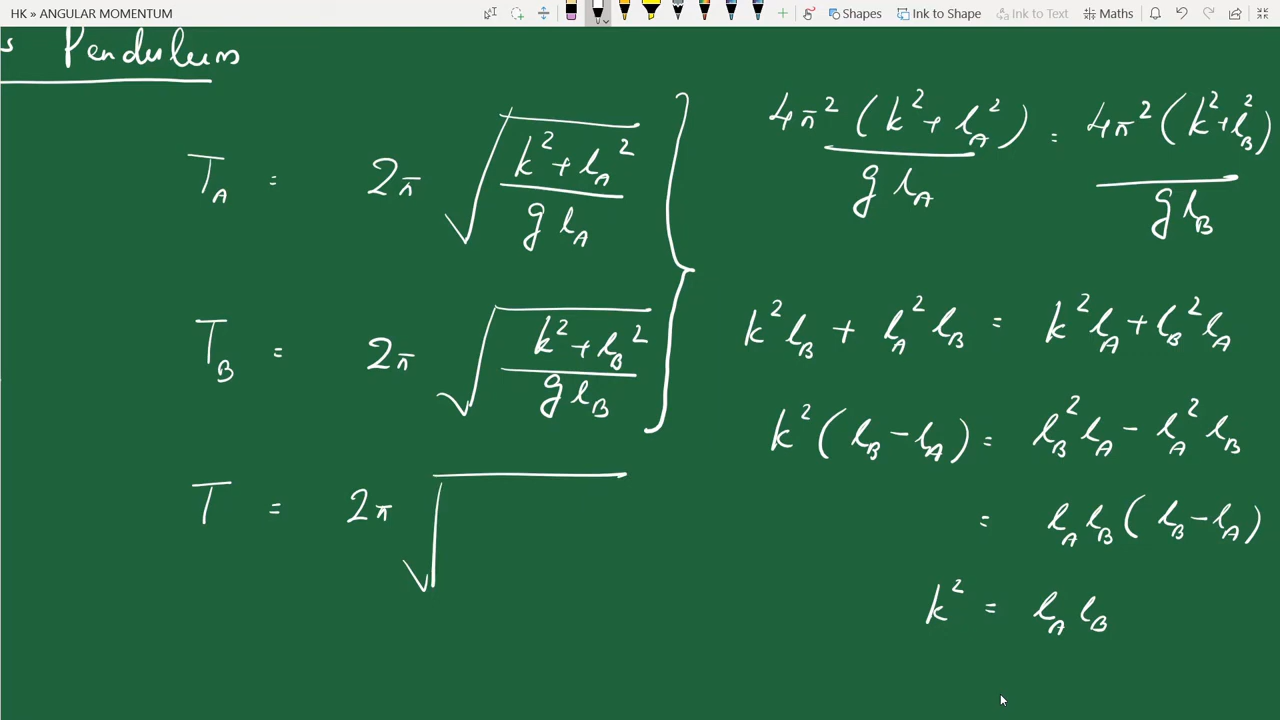 HK » ANGULAR MOMENTUM
Shapes
Ink to Shape
Ink to Text
Maths
s Pendulum
T_A = 2π √((k² + l_A²)/(g l_A))
T_B = 2π √((k² + l_B²)/(g l_B))
T = 2π √
4π² (k² + l_A²)/(g l_A) = 4π² (k² + l_B²)/(g l_B)
k² l_B + l_A² l_B = k² l_A + l_B² l_A
k² (l_B - l_A) = l_B² l_A - l_A² l_B
= l_A l_B (l_B - l_A)
k² = l_A l_B